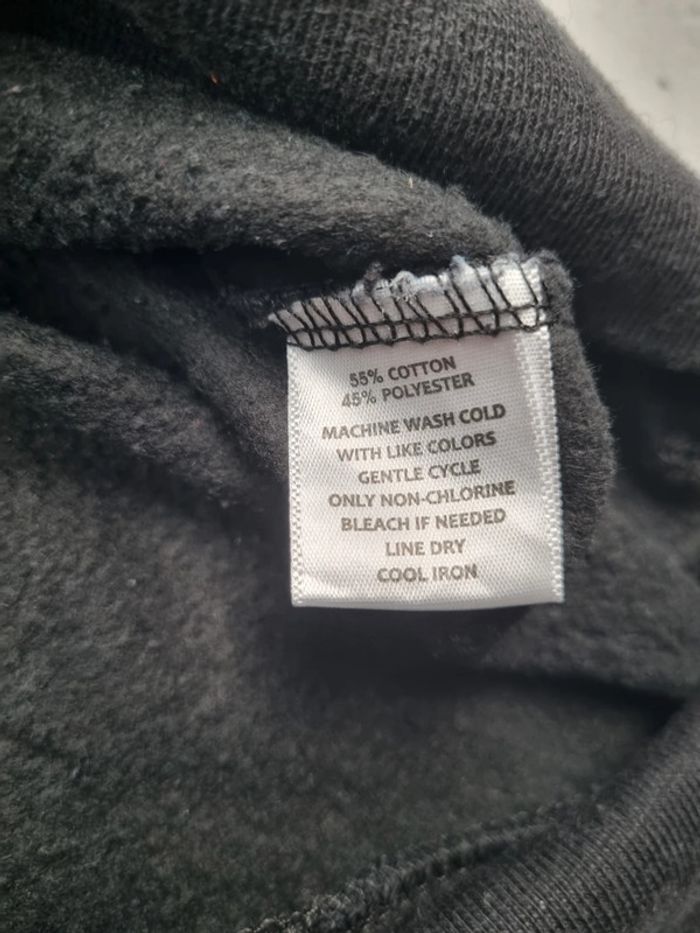 55% COTTON
45% POLYESTER
MACHINE WASH COLD
WITH LIKE COLORS
GENTLE CYCLE
ONLY NON-CHLORINE
BLEACH IF NEEDED
LINE DRY
COOL IRON